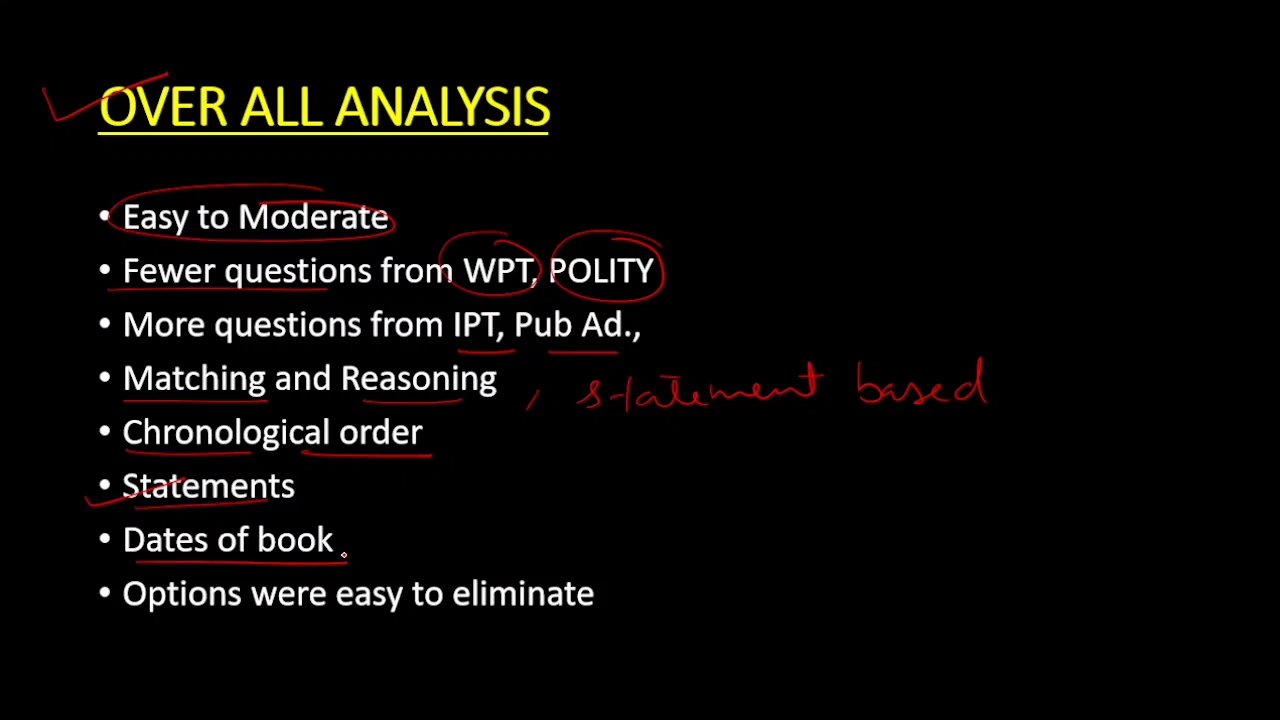 OVER ALL ANALYSIS
• Easy to Moderate
• Fewer questions from WPT, POLITY
• More questions from IPT, Pub Ad.,
• Matching and Reasoning , statement based
• Chronological order
• Statements
• Dates of book
• Options were easy to eliminate